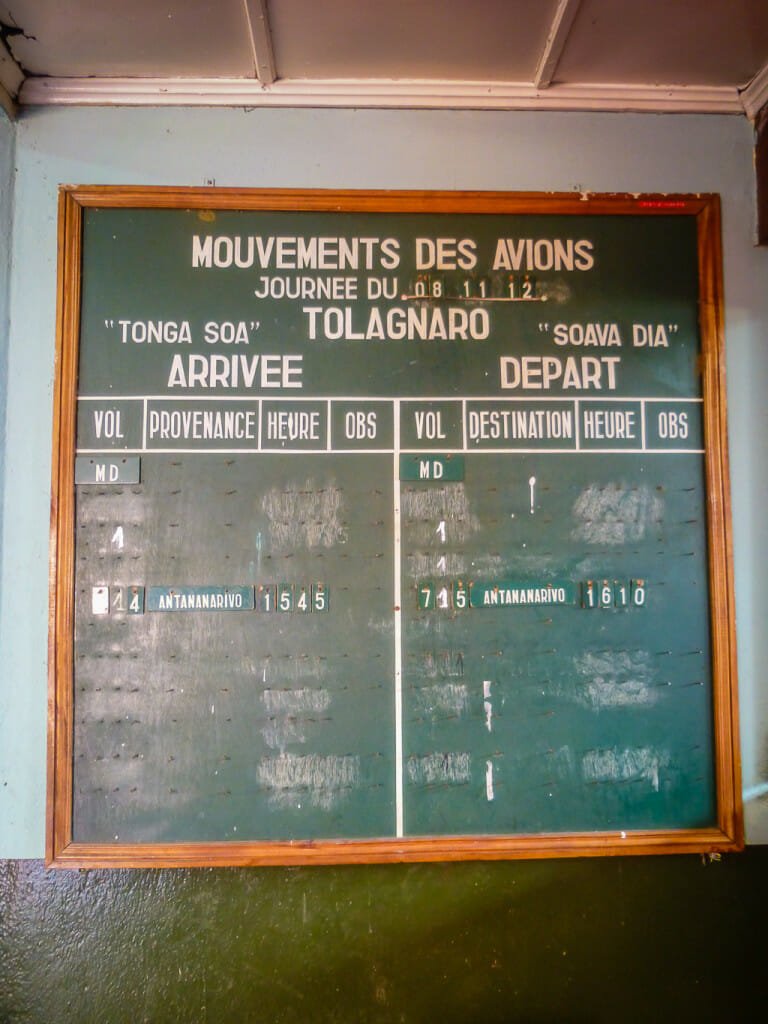 MOUVEMENTS DES AVIONS
JOURNEE DU 08 11 12
TOLAGNARO
"TONGA SOA" "SOAVA DIA"
ARRIVÉE DEPART
VOL PROVENANCE HEURE OBS VOL DESTINATION HEURE OBS
MD MD
14 ANTANANARIVO 1545 715 ANTANANARIVO 1610